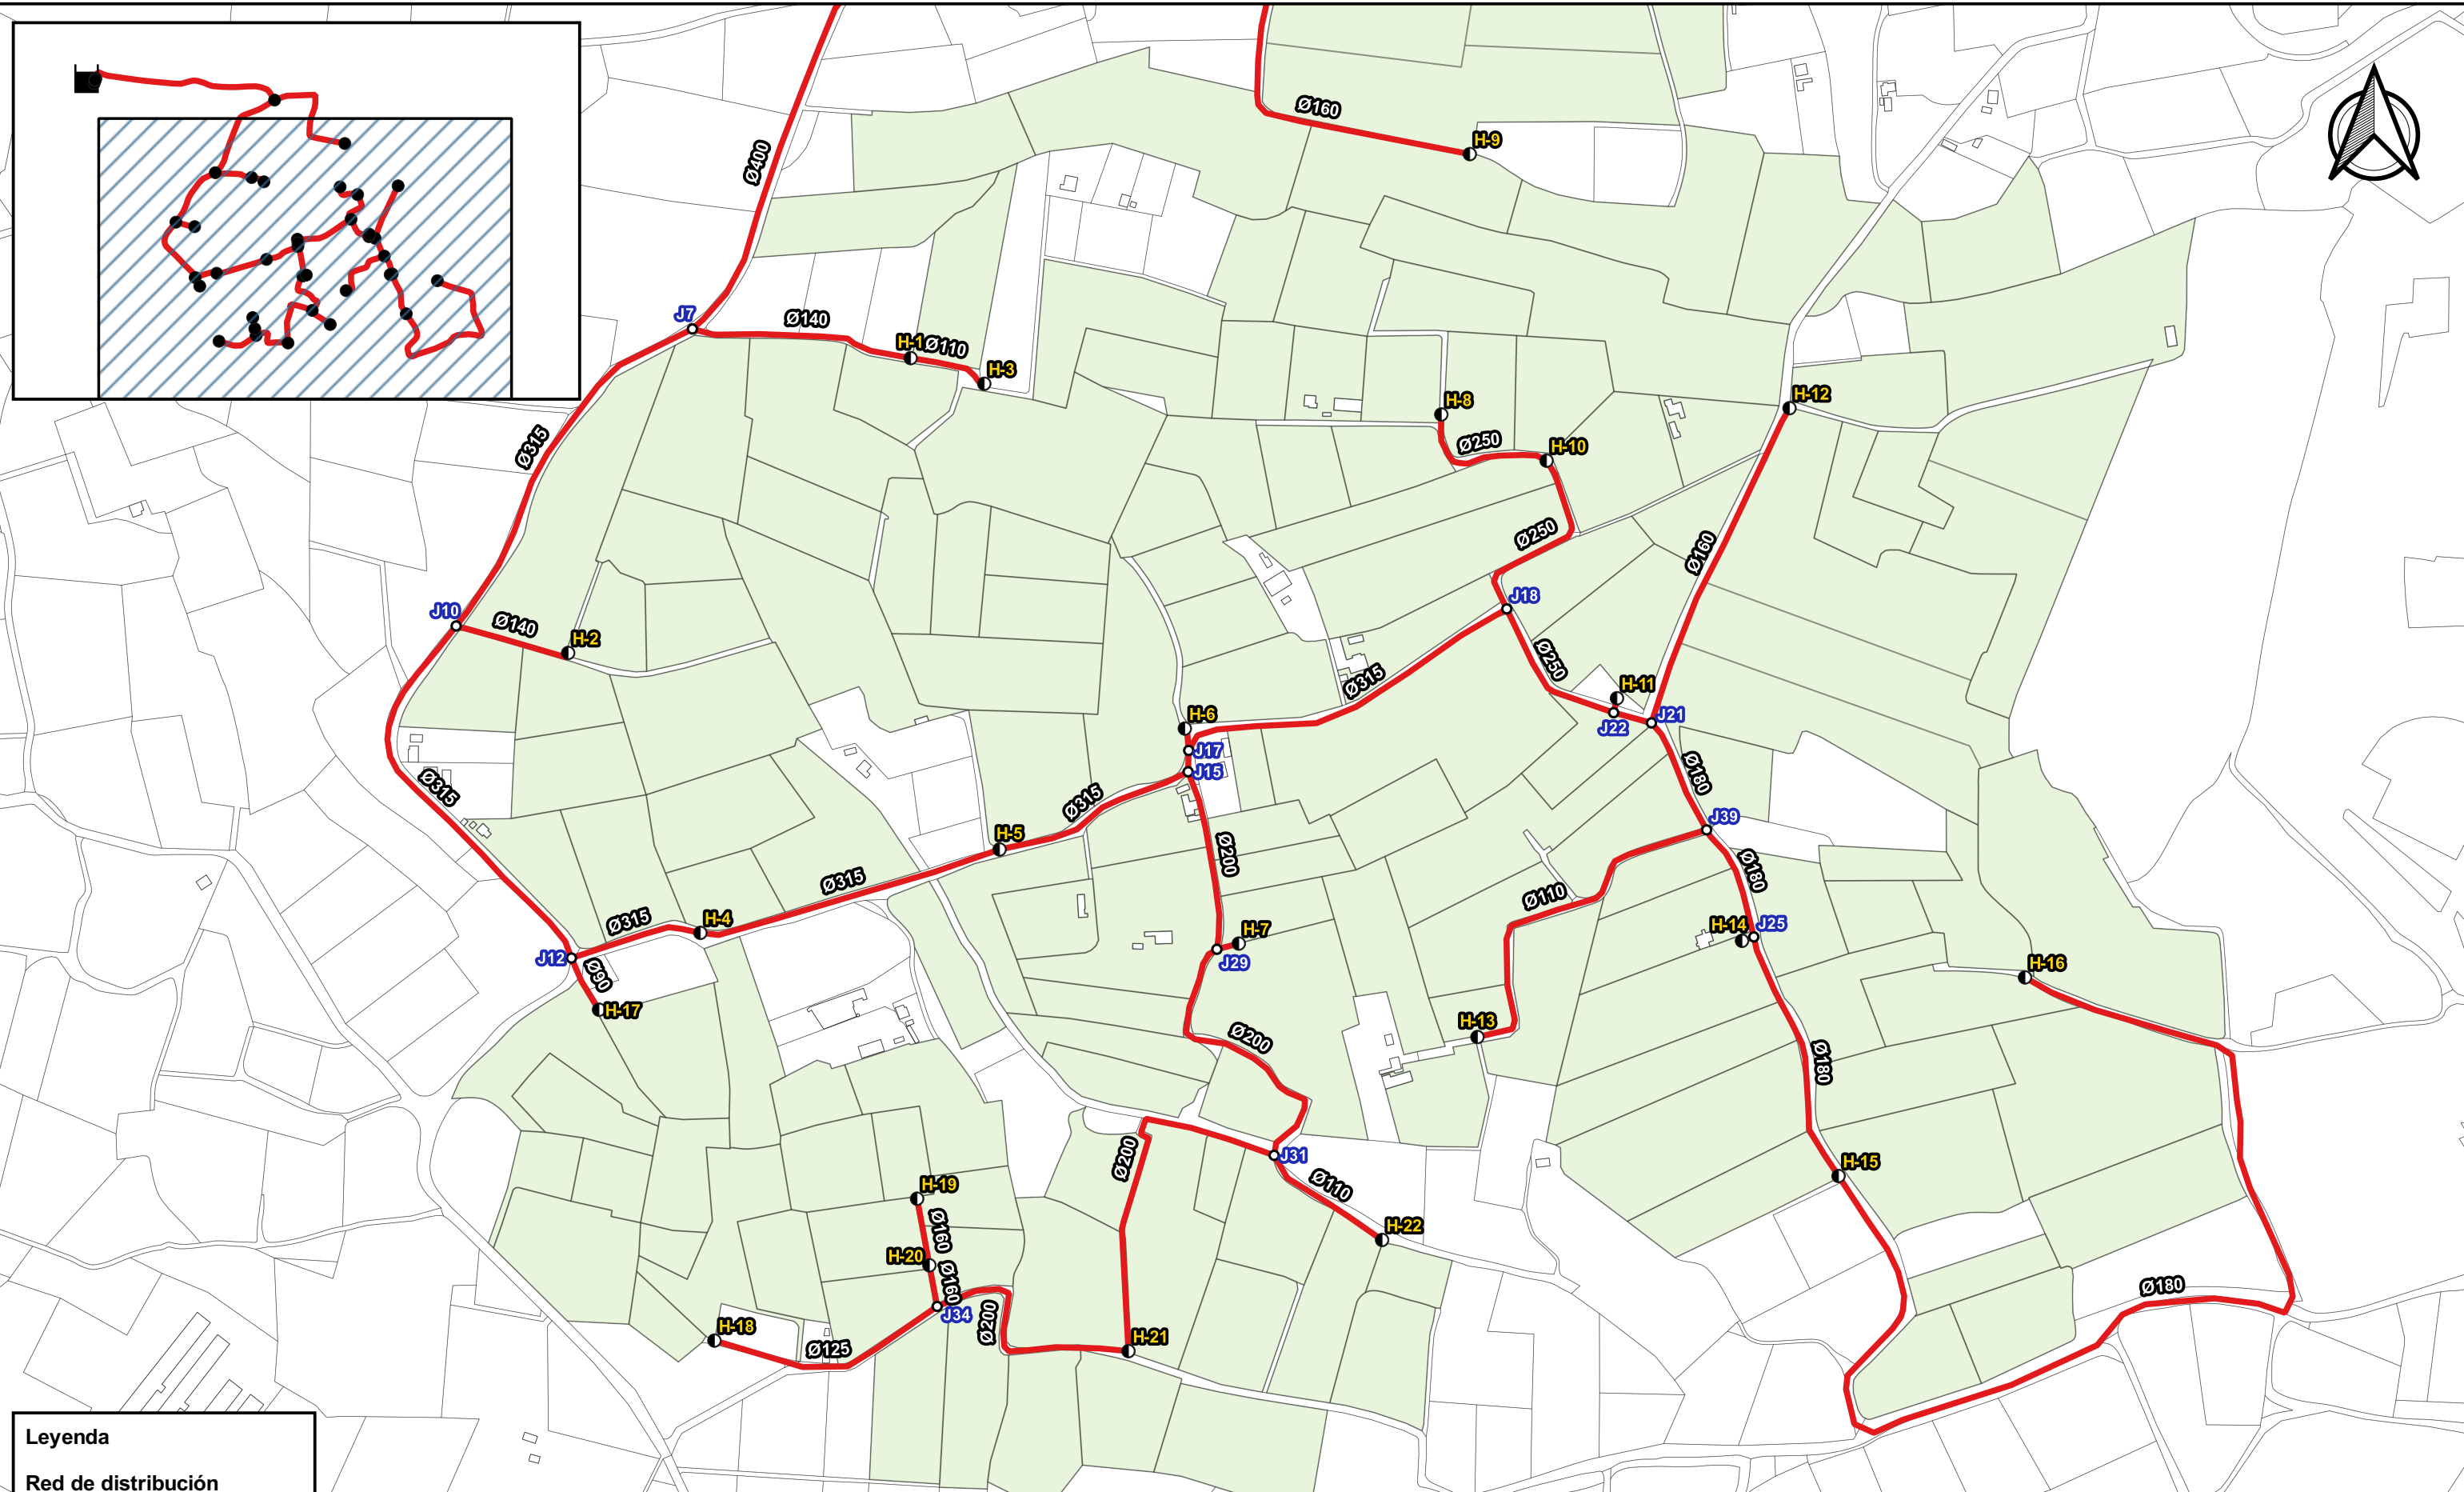 Ø160
H-9
Ø400
J7
Ø140
H-1
Ø110
H-3
H-12
H-8
Ø250
H-10
Ø315
Ø250
Ø160
J18
J10
Ø140
H-2
Ø250
Ø315
H-11
J22
J21
H-6
J17
J15
Ø315
Ø180
Ø315
H-5
J39
Ø200
Ø315
Ø180
Ø110
Ø315
H-4
H-14
J25
H-7
J29
J12
Ø90
H-16
H-17
H-13
Ø200
Ø180
Ø200
J31
H-15
Ø110
H-19
Ø160
H-22
H-20
Ø160
Ø180
J34
Ø200
H-18
Ø125
H-21
Leyenda
Red de distribución